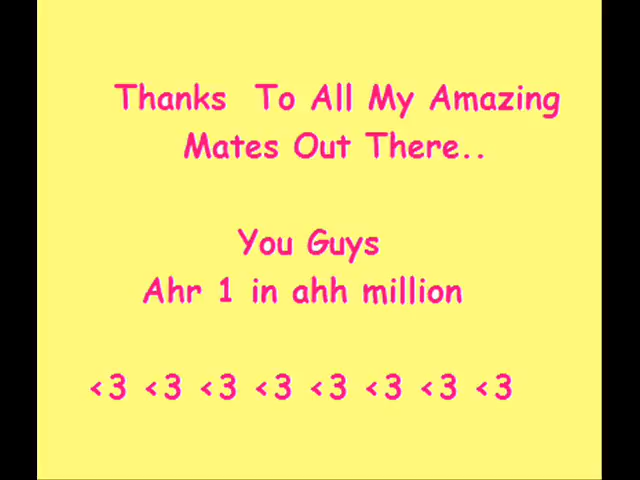 Thanks  To All My Amazing
Mates Out There..
You Guys
Ahr 1 in ahh million
<3 <3 <3 <3 <3 <3 <3 <3